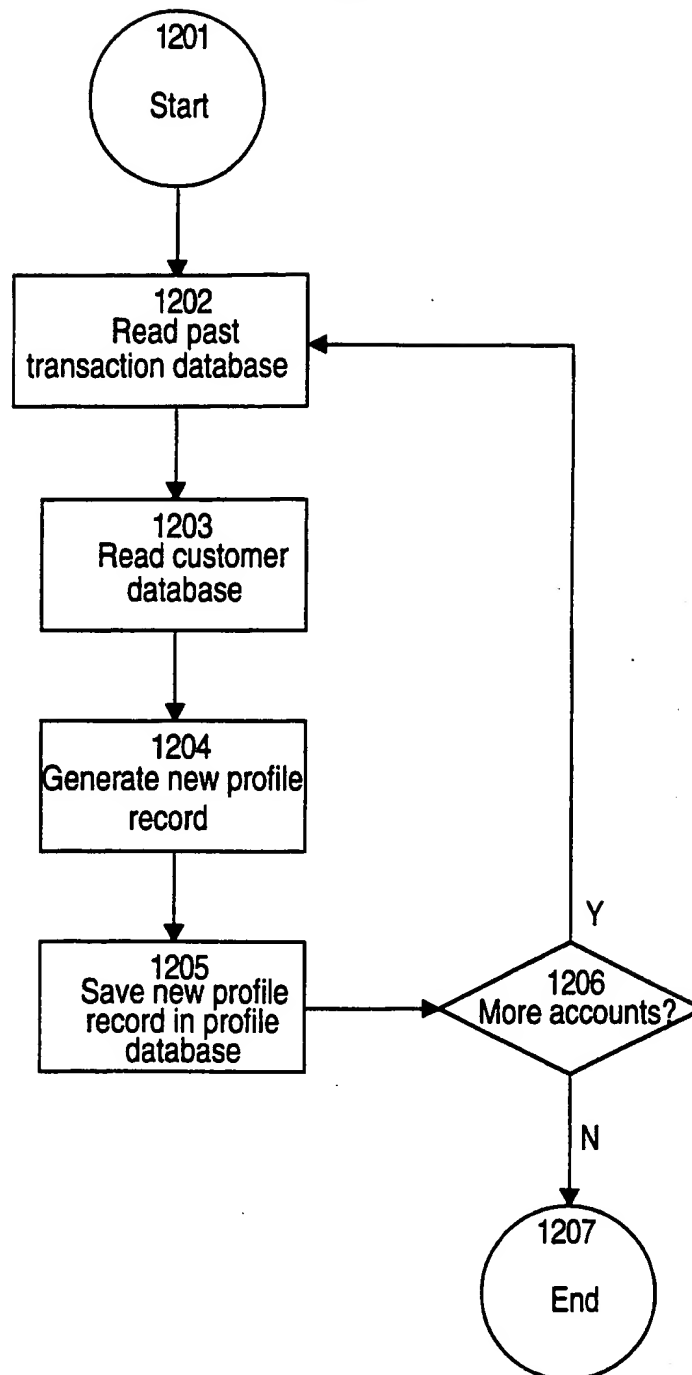 1201
Start
1202
Read past
transaction database
1203
Read customer
database
1204
Generate new profile
record
1205
Save new profile
record in profile
database
Y
1206
More accounts?
N
1207
End